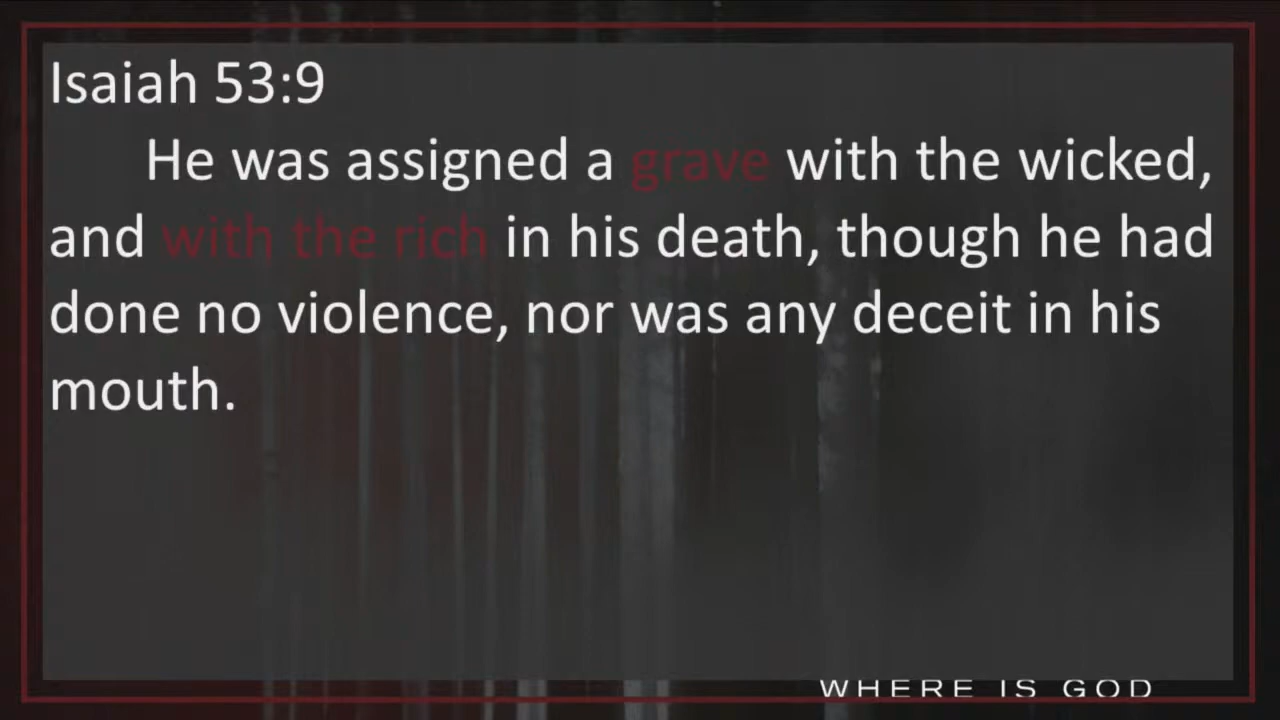 Isaiah 53:9
He was assigned a grave with the wicked,
and with the rich in his death, though he had
done no violence, nor was any deceit in his
mouth.
WHERE IS GOD